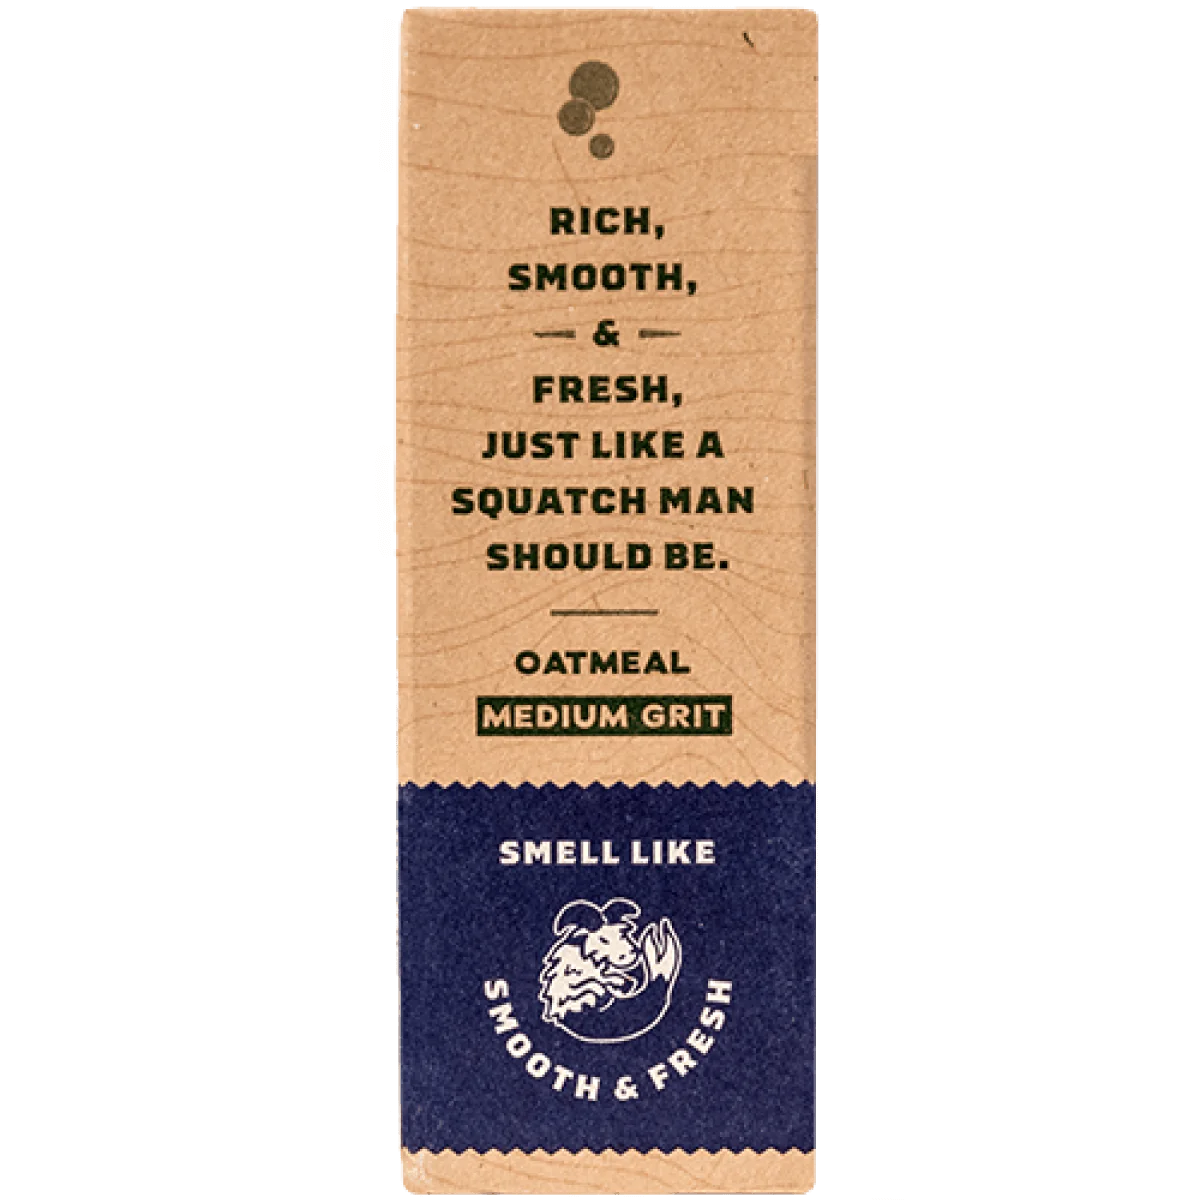 RICH,
SMOOTH,
&
FRESH,
JUST LIKE A
SQUATCH MAN
SHOULD BE.
OATMEAL
MEDIUM GRIT
SMELL LIKE
SMOOTH & FRESH